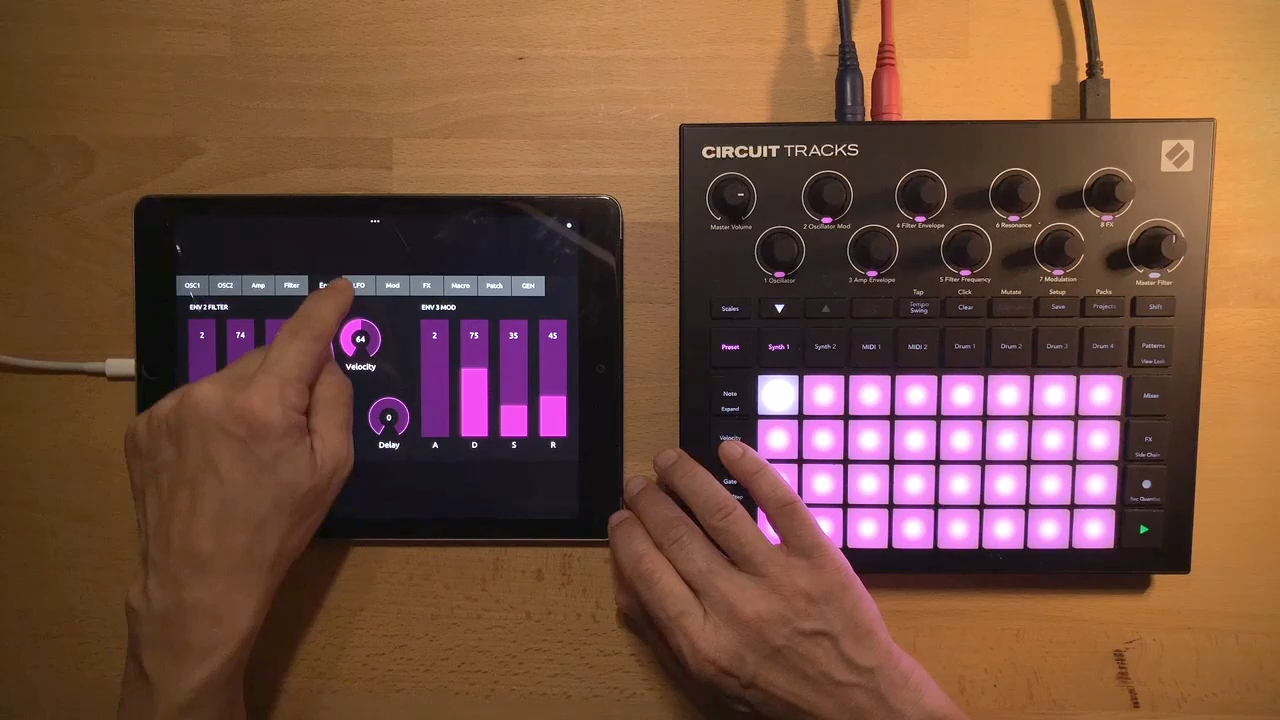 CIRCUIT TRACKS
Master Volume
2 Oscillator Mod
4 Filter Envelope
6 Resonance
8 FX
1 Oscillator
3 Amp Envelope
5 Filter Frequency
7 Modulation
Master Filter
Tap
Click
Mutate
Setup
Packs
Scales
Tempo
Swing
Clear
Projects
Shift
Preset
Synth 1
Synth 2
MIDI 1
MIDI 2
Drum 1
Drum 2
Drum 3
Drum 4
Patterns
View Lock
Note
Expand
Mixer
Velocity
FX
Side Chain
Gate
Rec Quantise
OSC1 OSC2 Amp Filter LFO Mod FX Macro Patch GEN
ENV 2 FILTER
ENV 3 MOD
2 74
64
2 75 35 45
Velocity
0
Delay
A D S R